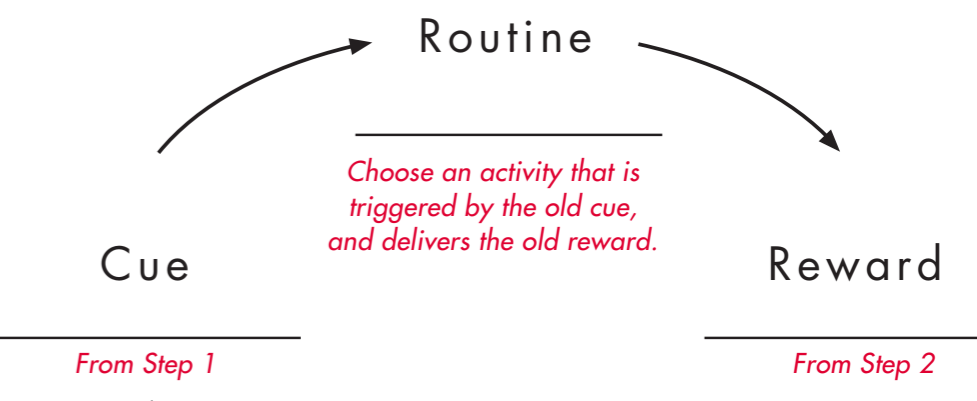 Routine
Choose an activity that is
triggered by the old cue,
and delivers the old reward.
Cue
Reward
From Step 1
From Step 2